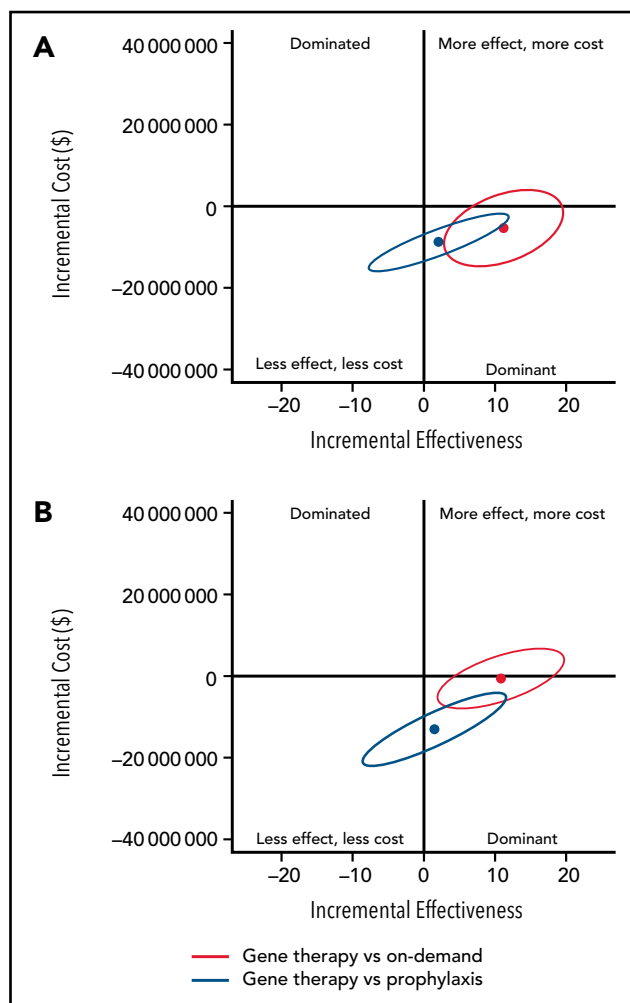 A
Dominated
More effect, more cost
40 000 000
20 000 000
0
–20 000 000
–40 000 000
Incremental Cost ($)
Less effect, less cost
Dominant
–20
–10
0
10
20
Incremental Effectiveness
B
Dominated
More effect, more cost
40 000 000
20 000 000
0
–20 000 000
–40 000 000
Incremental Cost ($)
Less effect, less cost
Dominant
–20
–10
0
10
20
Incremental Effectiveness
Gene therapy vs on-demand
Gene therapy vs prophylaxis